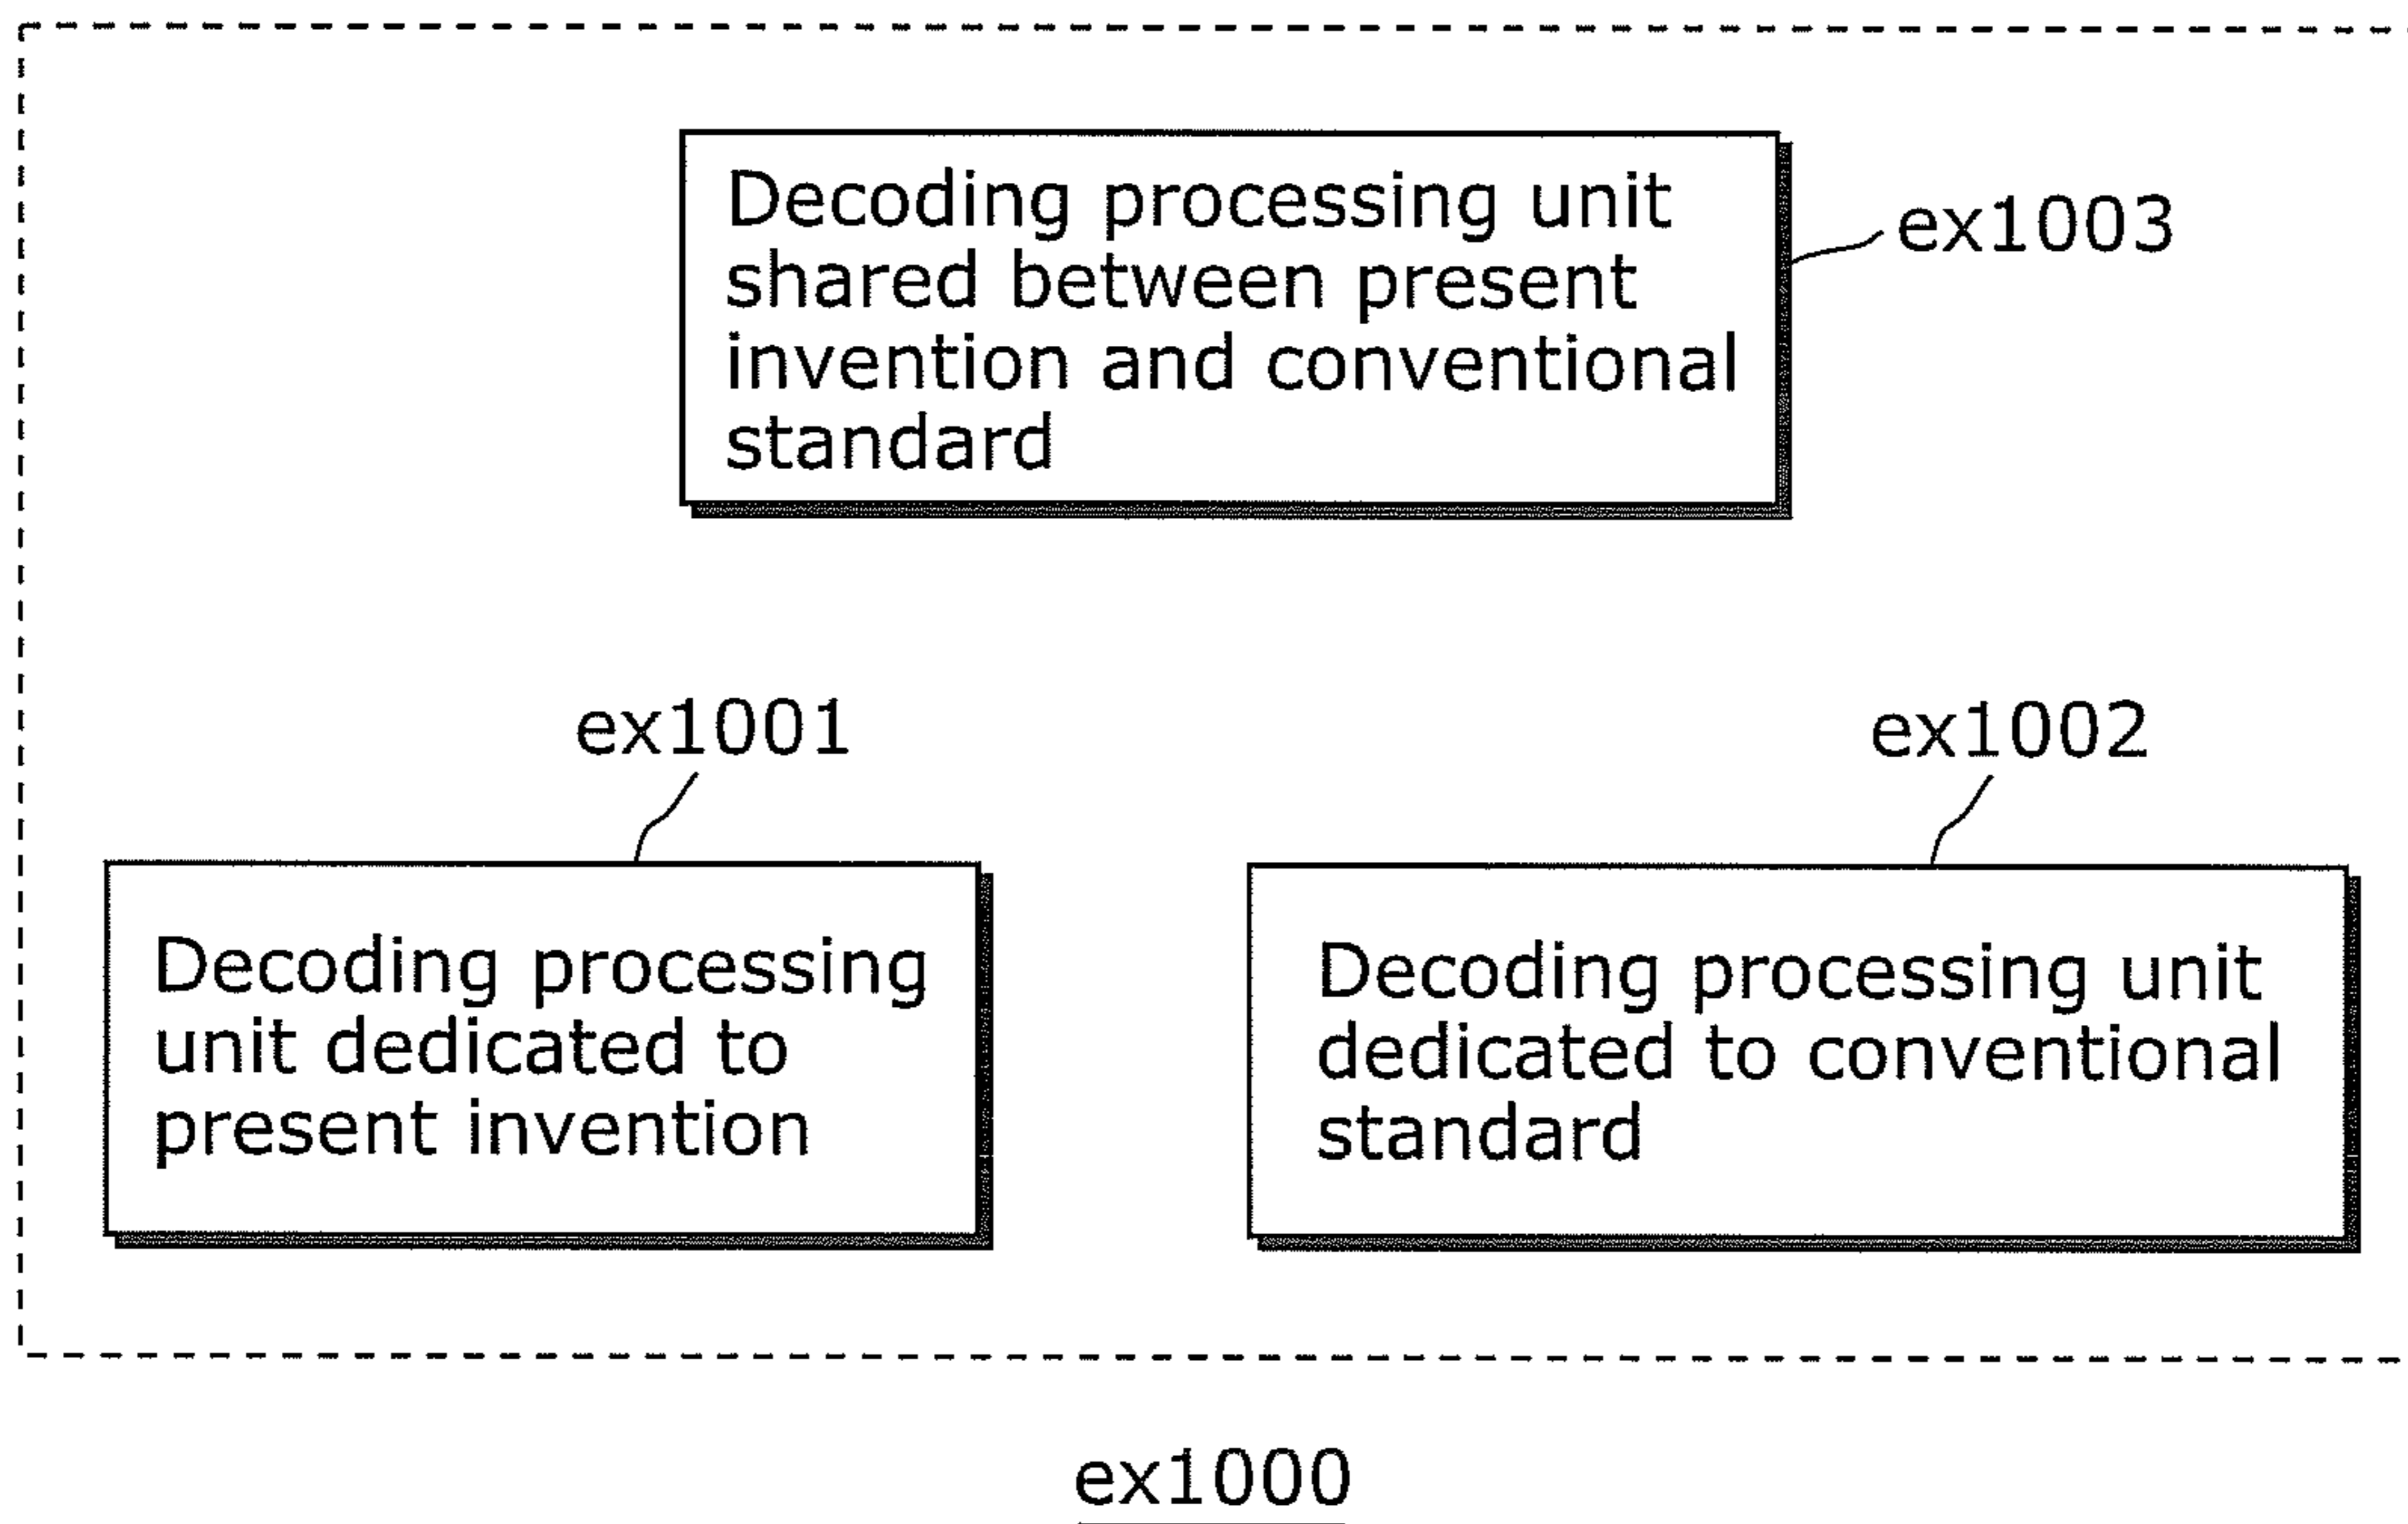 Decoding processing unit
shared between present
invention and conventional
standard
ex1003
ex1001
ex1002
Decoding processing
unit dedicated to
present invention
Decoding processing unit
dedicated to conventional
standard
ex1000